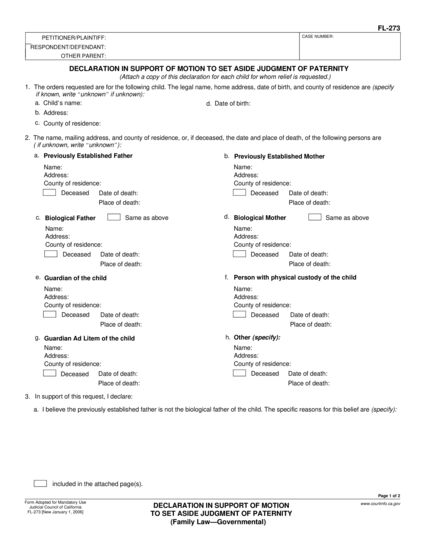 FL-273
PETITIONER/PLAINTIFF:
CASE NUMBER:
RESPONDENT/DEFENDANT:
OTHER PARENT:
DECLARATION IN SUPPORT OF MOTION TO SET ASIDE JUDGMENT OF PATERNITY
(Attach a copy of this declaration for each child for whom relief is requested.)
1. The orders requested are for the following child. The legal name, home address, date of birth, and county of residence are (specify
if known, write "unknown" if unknown):
a. Child's name:
d. Date of birth:
b. Address:
c. County of residence:
2. The name, mailing address, and county of residence, or, if deceased, the date and place of death, of the following persons are
( if unknown, write "unknown"):
a. Previously Established Father
b. Previously Established Mother
Name:
Name:
Address:
Address:
County of residence:
County of residence:
Deceased Date of death:
Deceased Date of death:
Place of death:
Place of death:
c. Biological Father Same as above
d. Biological Mother Same as above
Name:
Name:
Address:
Address:
County of residence:
County of residence:
Deceased Date of death:
Deceased Date of death:
Place of death:
Place of death:
e. Guardian of the child
f. Person with physical custody of the child
Name:
Name:
Address:
Address:
County of residence:
County of residence:
Deceased Date of death:
Deceased Date of death:
Place of death:
Place of death:
g. Guardian Ad Litem of the child
h. Other (specify):
Name:
Name:
Address:
Address:
County of residence:
County of residence:
Deceased Date of death:
Deceased Date of death:
Place of death:
Place of death:
3. In support of this request, I declare:
a. I believe the previously established father is not the biological father of the child. The specific reasons for this belief are (specify):
included in the attached page(s).
Page 1 of 2
Form Adopted for Mandatory Use
Judicial Council of California
FL-273 [New January 1, 2006]
DECLARATION IN SUPPORT OF MOTION
TO SET ASIDE JUDGMENT OF PATERNITY
(Family Law—Governmental)
www.courtinfo.ca.gov